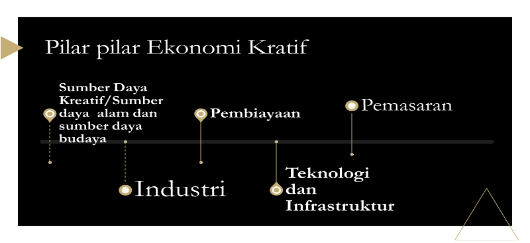 Pilar pilar Ekonomi Kratif
Sumber Daya
Kreatif/Sumber
daya alam dan
sumber daya
budaya
Industri
Pembiayaan
Teknologi
dan
Infrastruktur
Pemasaran